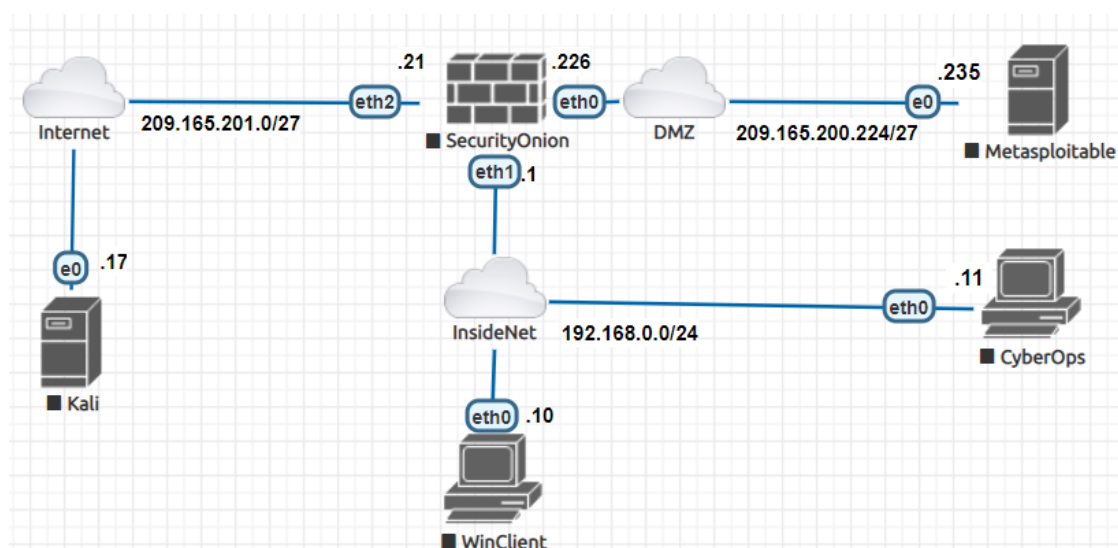 .21
.226
.235
eth2
eth0
e0
Internet
209.165.201.0/27
SecurityOnion
DMZ
209.165.200.224/27
Metasploitable
eth1
.1
e0
.17
.11
eth0
InsideNet
192.168.0.0/24
CyberOps
Kali
eth0
.10
WinClient